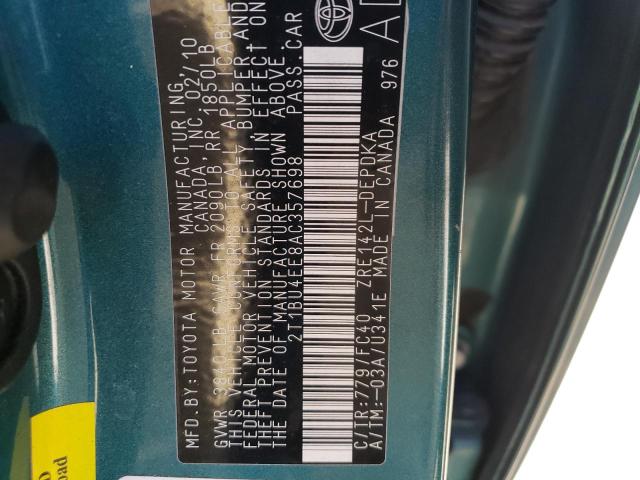 MFD.BY:TOYOTA MOTOR MANUFACTURING,
CANADA,INC.02/10
GVWR 3840LB GAWR FR 2090LB,RR 1850LB
THIS VEHICLE CONFORMS TO ALL APPLICABLE
FEDERAL MOTOR VEHICLE SAFETY, BUMPER, AND
THEFT PREVENTION STANDARDS IN EFFECT ON
THE DATE OF MANUFACTURE SHOWN ABOVE.
2T1BU4EE8AC357698 PASS.CAR
C/TR:779/FC40 ZRE142L-DEPDKA
A/TM:-03A/U341E MADE IN CANADA 976